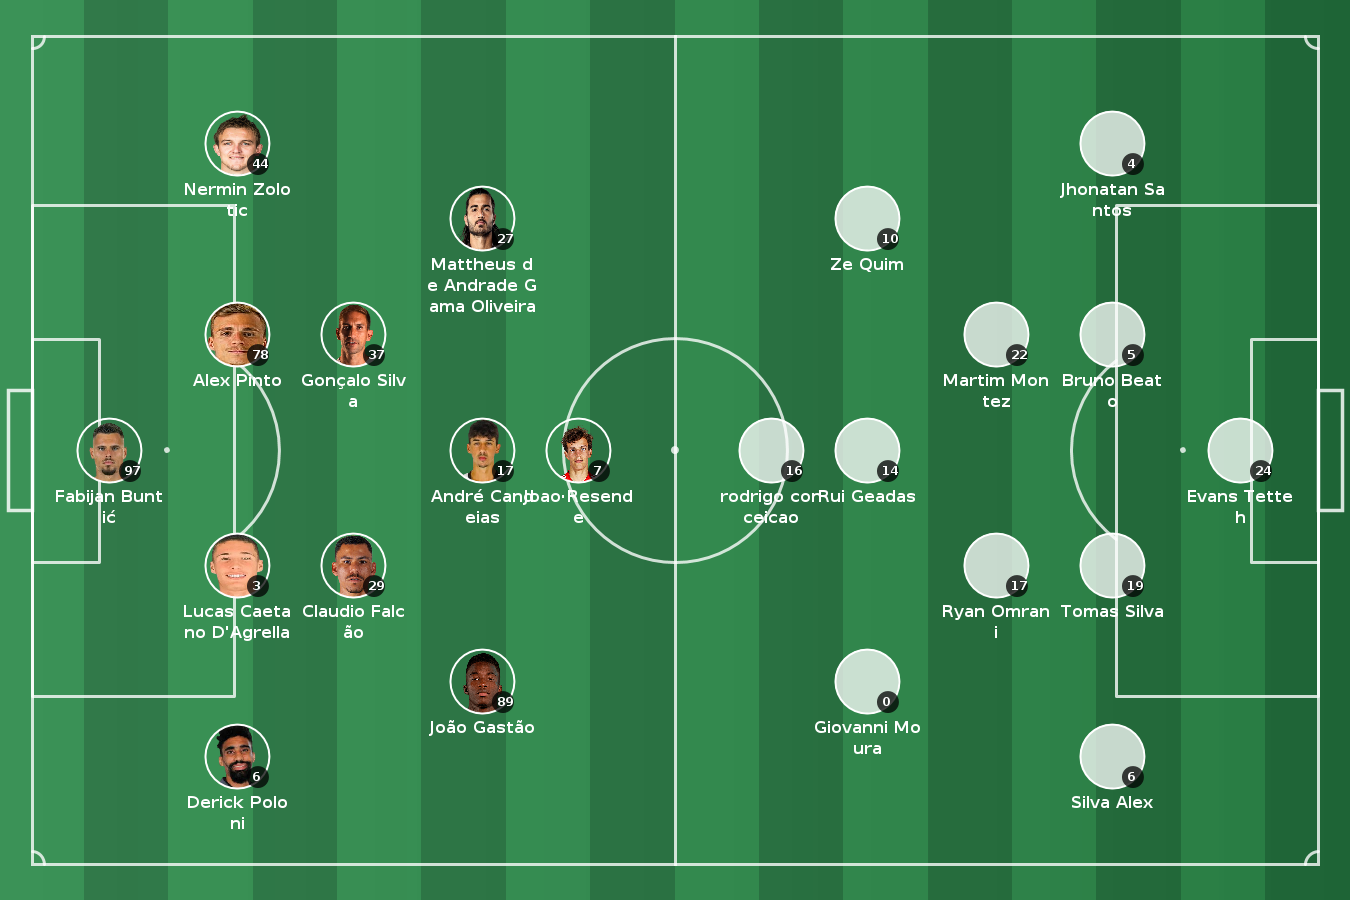 44
Nermin Zolo
tic
27
Mattheus d
e Andrade G
ama Oliveira
78
Alex Pinto
37
Gonçalo Silv
a
97
Fabijan Bunt
ić
17
André Cand
eias
7
Joao·Resend
e
3
Lucas Caeta
no D'Agrella
29
Claudio Falc
ão
89
João Gastão
6
Derick Polo
ni
4
Jhonatan Sa
ntos
10
Ze Quim
22
Martim Mon
tez
5
Bruno Beat
o
16
rodrigo con
ceicao
14
Rui Geadas
24
Evans Tette
h
17
Ryan Omran
i
19
Tomas Silva
0
Giovanni Mo
ura
6
Silva Alex